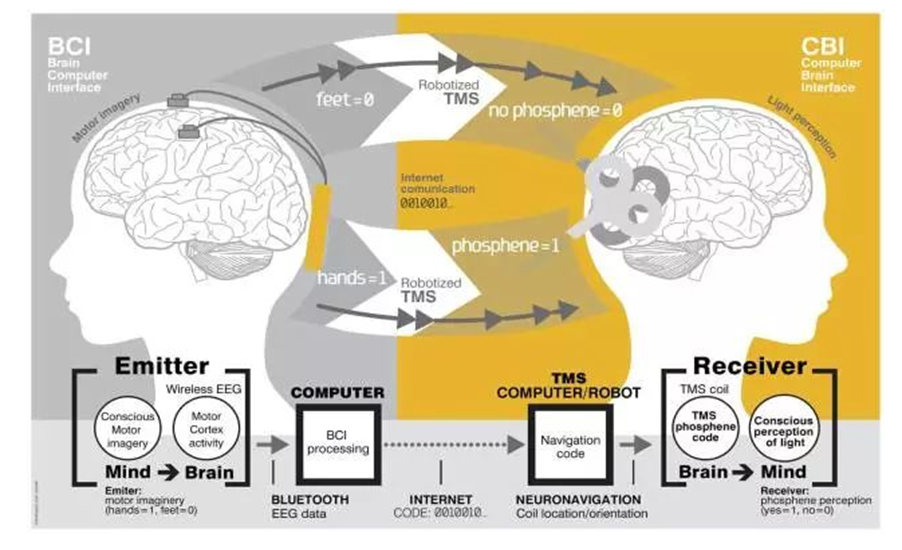 BCI
Brain
Computer
Interface
CBI
Computer
Brain
Interface
Motor imagery
Light perception
feet=0
Robotized
TMS
no phosphene=0
Internet
comunication
0010010..
phosphene=1
hands=1
Robotized
TMS
Emitter
Wireless EEG
Conscious
Motor
imagery
Motor
Cortex
activity
Mind
Brain
Emiter:
motor imaginery
(hands=1, feet=0)
COMPUTER
BCI
processing
BLUETOOTH
EEG data
INTERNET
CODE: 0010010..
TMS
COMPUTER/ROBOT
Navigation
code
NEURONAVIGATION
Coil location/orientation
Receiver
TMS coil
TMS
phosphene
code
Conscious
perception
of light
Brain
Mind
Receiver:
phosphene perception
(yes=1, no=0)